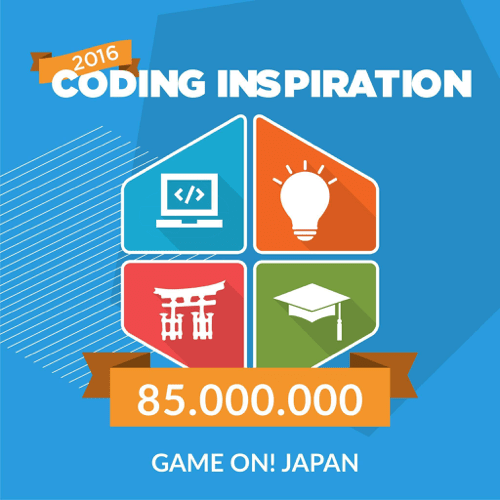 2016
CODING INSPIRATION
</>
85.000.000
GAME ON! JAPAN